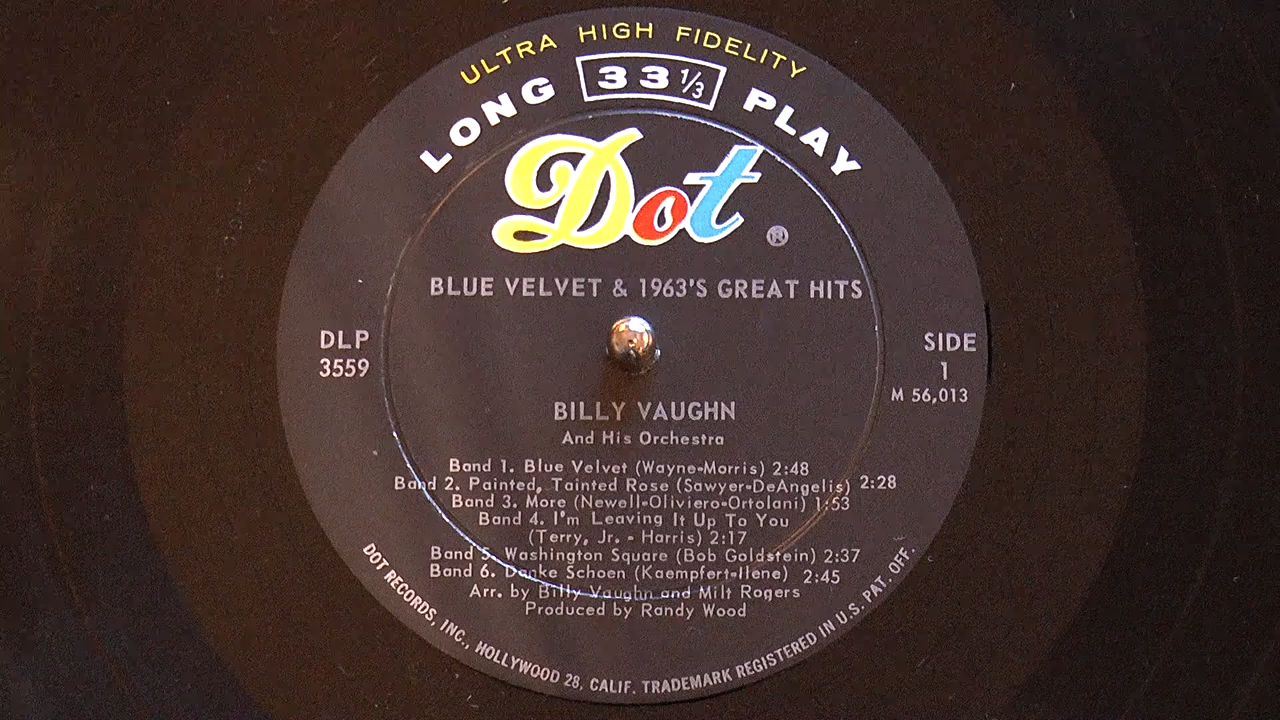 ULTRA HIGH FIDELITY
LONG 33 1/3 PLAY
Dot ®
BLUE VELVET & 1963'S GREAT HITS
DLP
3559
SIDE
1
M 56,013
BILLY VAUGHN
And His Orchestra
Band 1. Blue Velvet (Wayne-Morris) 2:48
Band 2. Painted, Tainted Rose (Sawyer-DeAngelis) 2:28
Band 3. More (Newell-Oliviero-Ortolani) 1:53
Band 4. I'm Leaving It Up To You
(Terry, Jr. - Harris) 2:17
Band 5. Washington Square (Bob Goldstein) 2:37
Band 6. Danke Schoen (Kaempfert-Ilene) 2:45
Arr. by Billy Vaughn and Milt Rogers
Produced by Randy Wood
DOT RECORDS, INC., HOLLYWOOD 28, CALIF. TRADEMARK REGISTERED IN U.S. PAT. OFF.